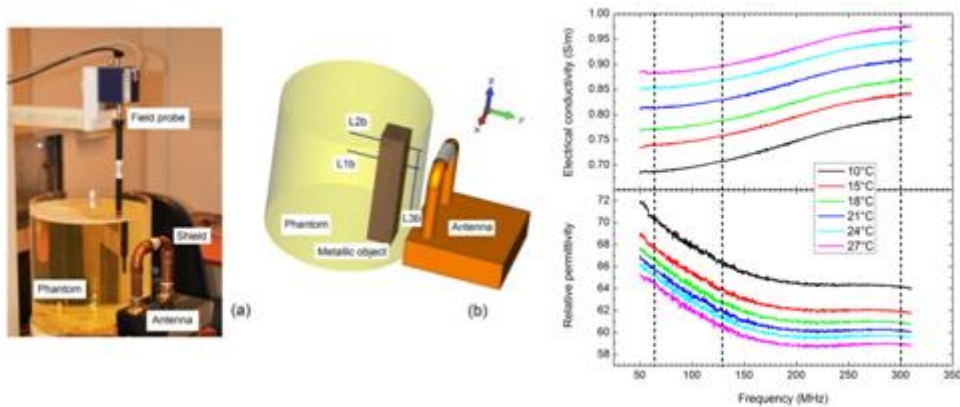 Field probe
Shield
Phantom
Antenna
(a)
L2b
L1b
L3b
z
x
y
Phantom
Antenna
Metallic object
(b)
Electrical conductivity (S/m)
1.00
0.95
0.90
0.85
0.80
0.75
0.70
10°C
15°C
18°C
21°C
24°C
27°C
Relative permittivity
72
70
68
66
64
62
60
58
50 100 150 200 250 300 350
Frequency (MHz)